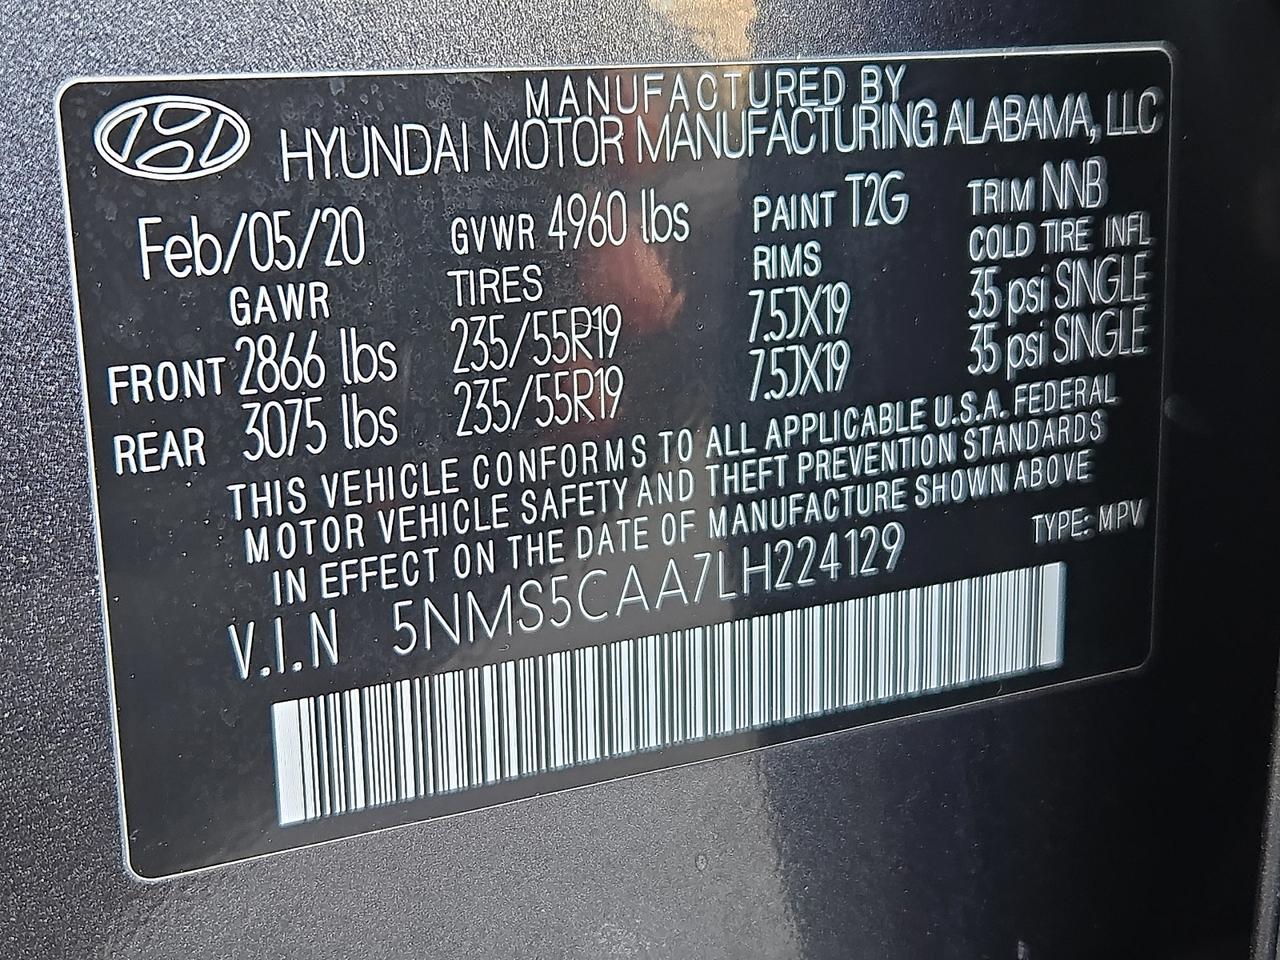 MANUFACTURED BY
HYUNDAI MOTOR MANUFACTURING ALABAMA, LLC
Feb/05/20 GVWR 4960 lbs PAINT T2G TRIM NNB
GAWR TIRES RIMS COLD TIRE INFL
FRONT 2866 lbs 235/55R19 7.5JX19 35 psi SINGLE
REAR 3075 lbs 235/55R19 7.5JX19 35 psi SINGLE
THIS VEHICLE CONFORMS TO ALL APPLICABLE U.S.A. FEDERAL
MOTOR VEHICLE SAFETY AND THEFT PREVENTION STANDARDS
IN EFFECT ON THE DATE OF MANUFACTURE SHOWN ABOVE
V.I.N 5NMS5CAA7LH224129 TYPE: MPV